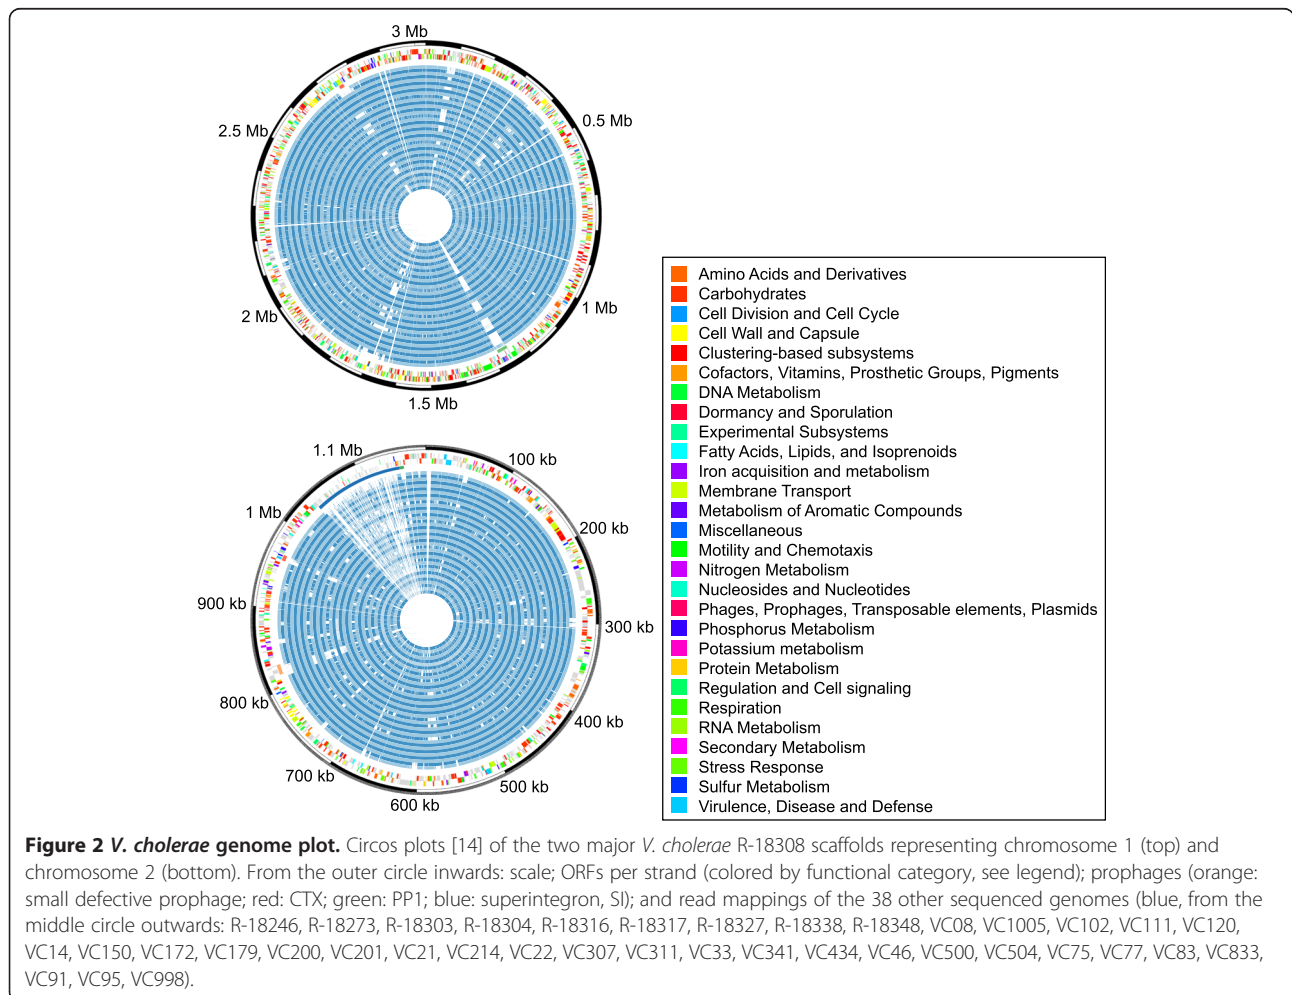 3 Mb
0.5 Mb
1 Mb
1.5 Mb
2 Mb
2.5 Mb
1.1 Mb
100 kb
200 kb
300 kb
400 kb
500 kb
600 kb
700 kb
800 kb
900 kb
1 Mb
Amino Acids and Derivatives
Carbohydrates
Cell Division and Cell Cycle
Cell Wall and Capsule
Clustering-based subsystems
Cofactors, Vitamins, Prosthetic Groups, Pigments
DNA Metabolism
Dormancy and Sporulation
Experimental Subsystems
Fatty Acids, Lipids, and Isoprenoids
Iron acquisition and metabolism
Membrane Transport
Metabolism of Aromatic Compounds
Miscellaneous
Motility and Chemotaxis
Nitrogen Metabolism
Nucleosides and Nucleotides
Phages, Prophages, Transposable elements, Plasmids
Phosphorus Metabolism
Potassium metabolism
Protein Metabolism
Regulation and Cell signaling
Respiration
RNA Metabolism
Secondary Metabolism
Stress Response
Sulfur Metabolism
Virulence, Disease and Defense
Figure 2 V. cholerae genome plot. Circos plots [14] of the two major V. cholerae R-18308 scaffolds representing chromosome 1 (top) and
chromosome 2 (bottom). From the outer circle inwards: scale; ORFs per strand (colored by functional category, see legend); prophages (orange:
small defective prophage; red: CTX; green: PP1; blue: superintegron, SI); and read mappings of the 38 other sequenced genomes (blue, from the
middle circle outwards: R-18246, R-18273, R-18303, R-18304, R-18316, R-18317, R-18327, R-18338, R-18348, VC08, VC1005, VC102, VC111, VC120,
VC14, VC150, VC172, VC179, VC200, VC201, VC21, VC214, VC22, VC307, VC311, VC33, VC341, VC434, VC46, VC500, VC504, VC75, VC77, VC83, VC833,
VC91, VC95, VC998).